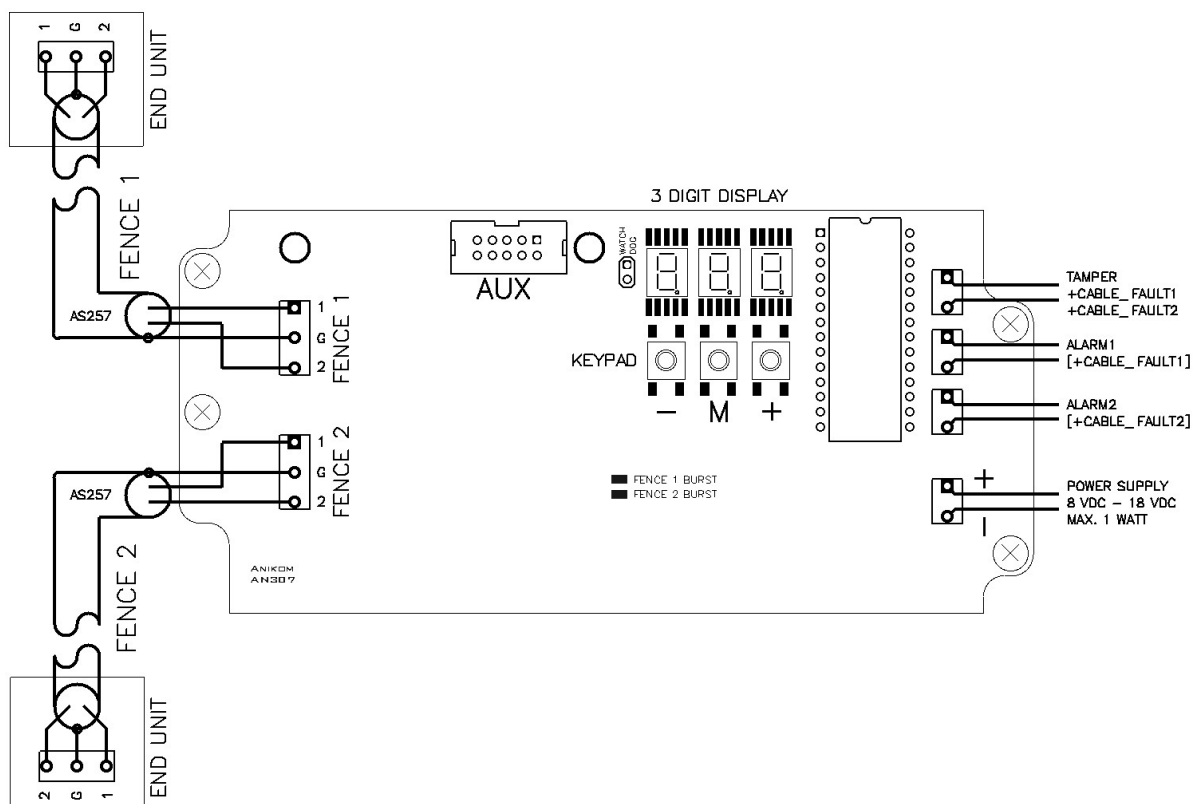 1 G 2
END UNIT
FENCE 1
AS257
1
G
2
FENCE 1
3 DIGIT DISPLAY
AUX
WATCH
DOG
KEYPAD
- M +
TAMPER
+CABLE_FAULT1
+CABLE_FAULT2
ALARM1
[+CABLE_FAULT1]
ALARM2
[+CABLE_FAULT2]
AS257
1
G
2
FENCE 2
FENCE 1 BURST
FENCE 2 BURST
+
-
POWER SUPPLY
8 VDC - 18 VDC
MAX. 1 WATT
ANIKOM
AN307
FENCE 2
END UNIT
2 G 1